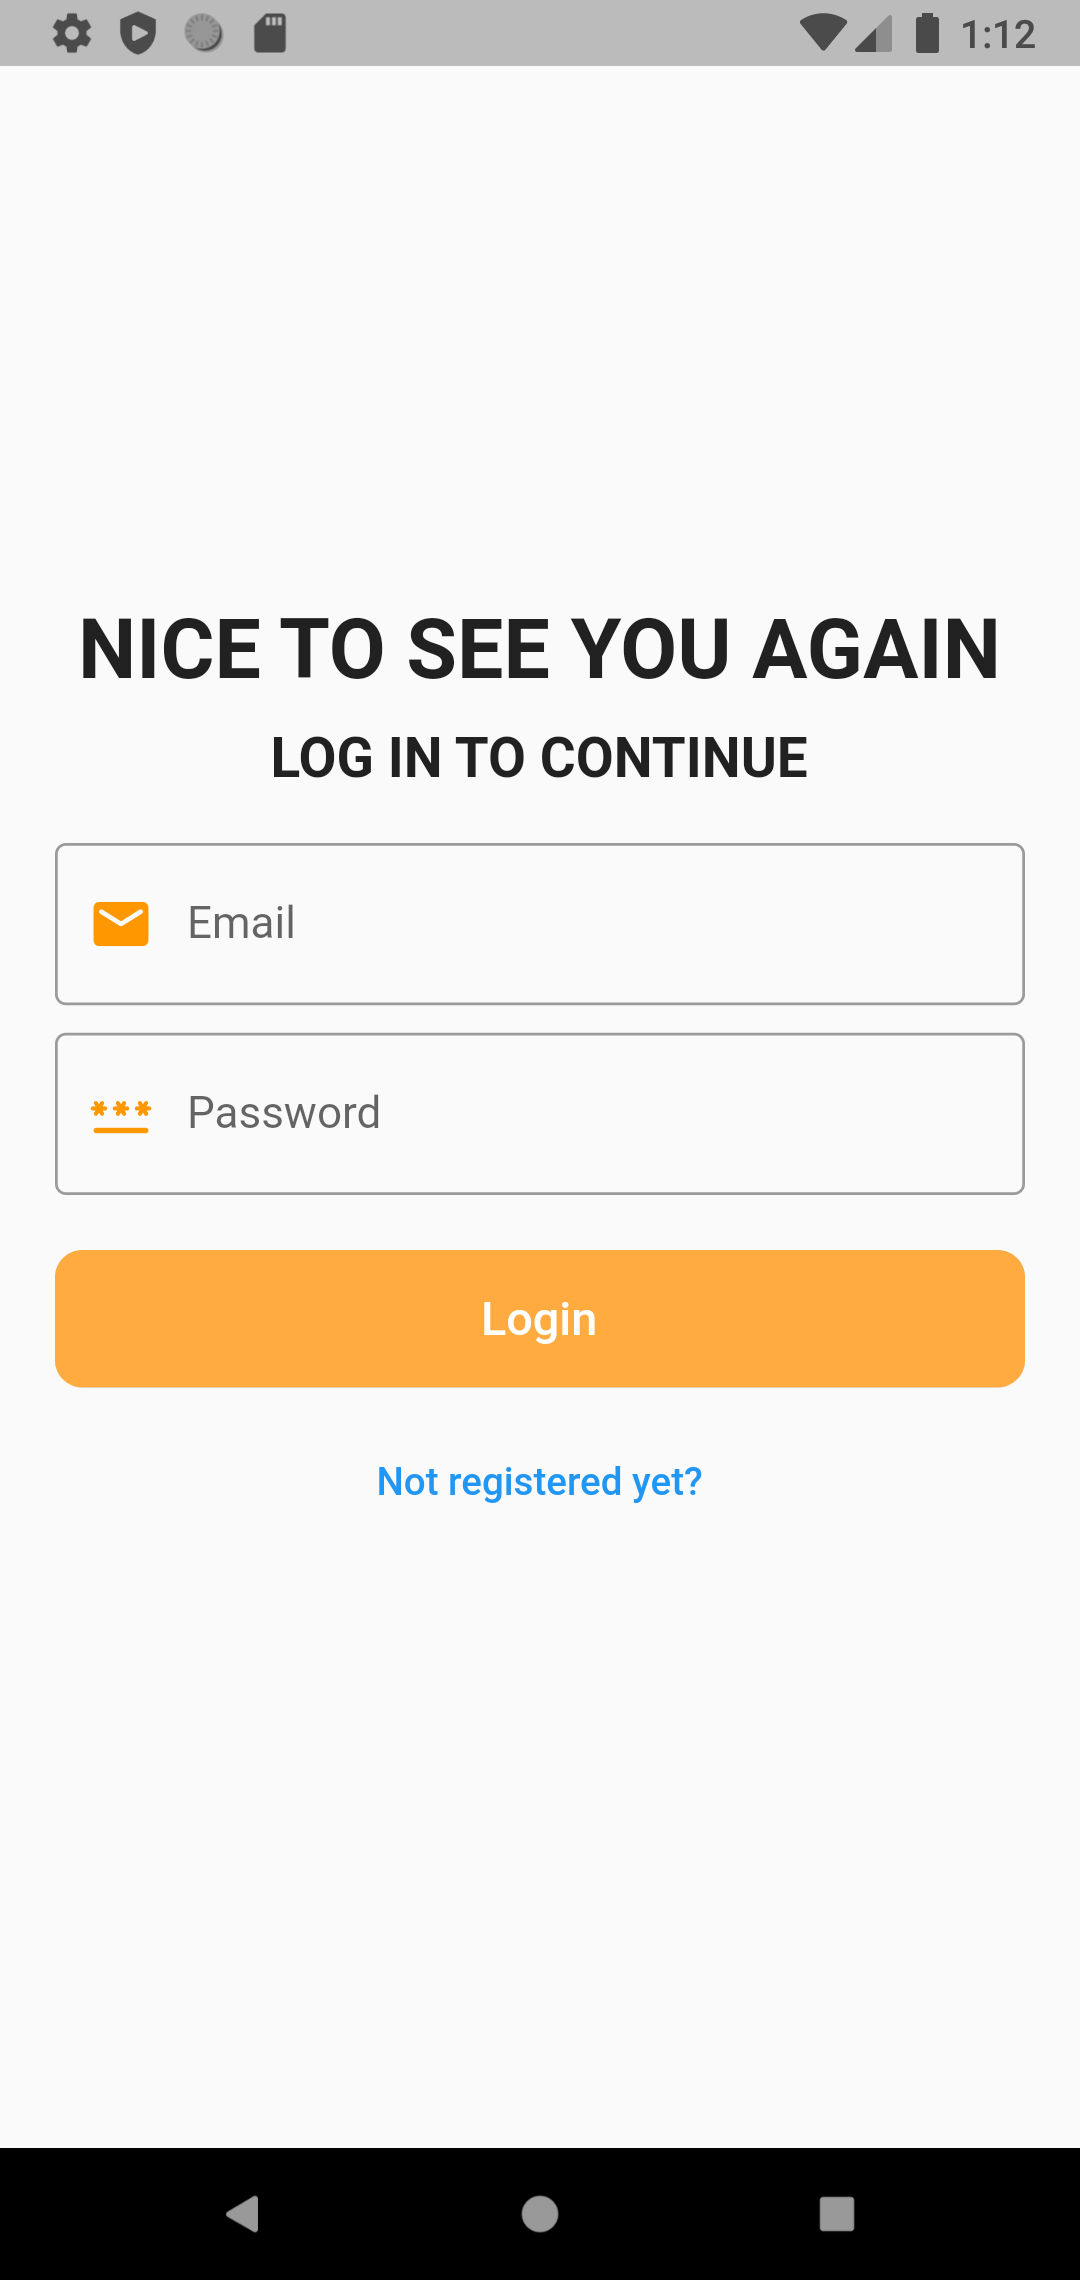 1:12
NICE TO SEE YOU AGAIN
LOG IN TO CONTINUE
Email
Password
Login
Not registered yet?